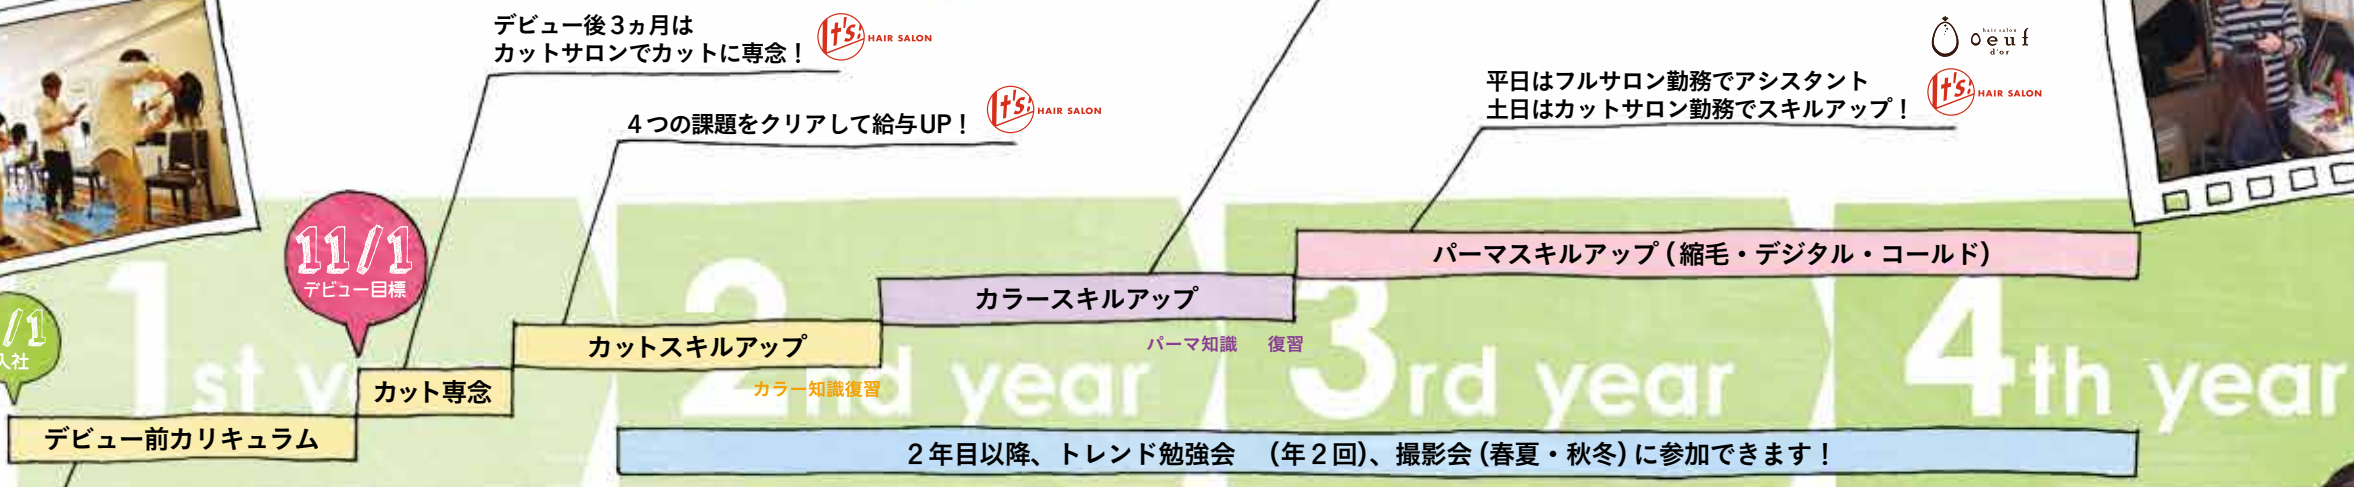 デビュー後３ヵ月は
カットサロンでカットに専念！
It's! HAIR SALON
４つの課題をクリアして給与UP！
It's! HAIR SALON
hair salon
oeuf
d'or
平日はフルサロン勤務でアシスタント
土日はカットサロン勤務でスキルアップ！
It's! HAIR SALON
11/1
デビュー目標
/1
入社
1st year
2nd year
3rd year
4th year
パーマスキルアップ（縮毛・デジタル・コールド）
カラースキルアップ
パーマ知識　復習
カットスキルアップ
カラー知識復習
カット専念
デビュー前カリキュラム
２年目以降、トレンド勉強会　（年２回）、撮影会（春夏・秋冬）に参加できます！